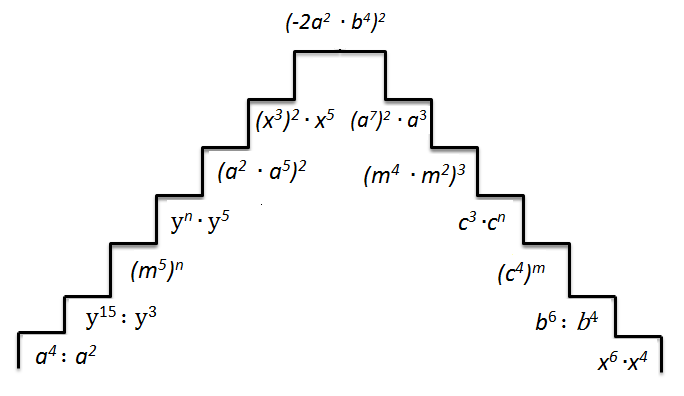 (-2a² · b⁴)²
(x³)² · x⁵ (a⁷)² · a³
(a² · a⁵)² (m⁴ · m²)³
yⁿ · y⁵ c³ ·cⁿ
(m⁵)ⁿ (c⁴)ᵐ
y¹⁵ : y³ b⁶ : b⁴
a⁴ : a² x⁶ ·x⁴